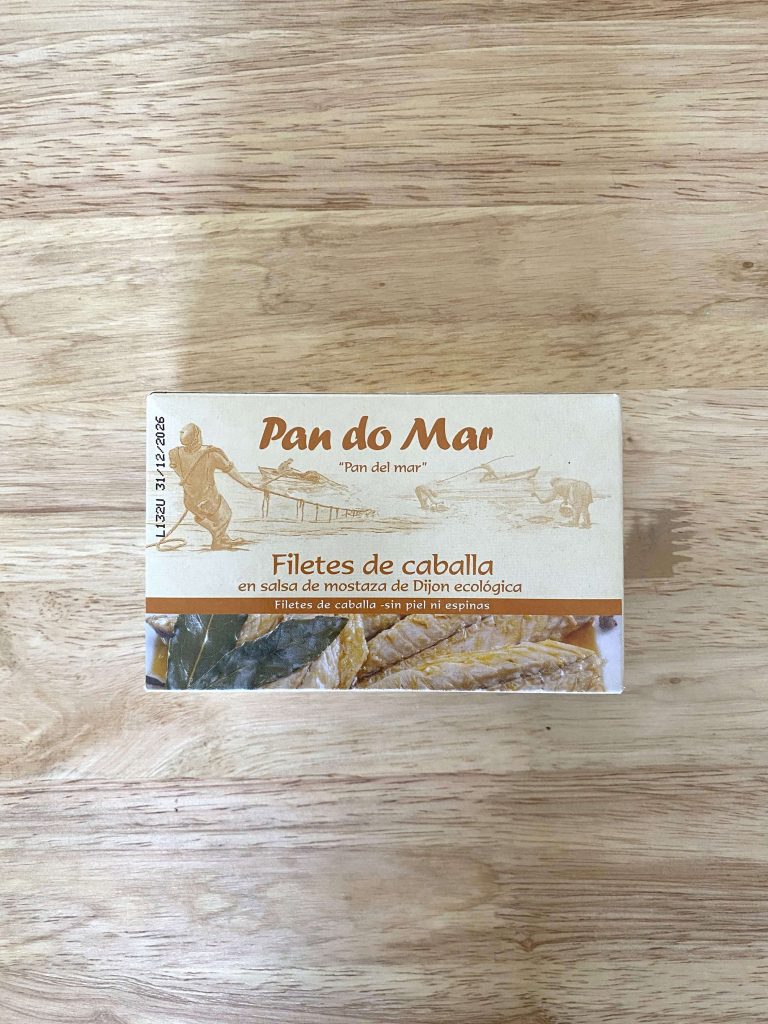 Pan do Mar
"Pan del mar"
L132U 31/12/2026
Filetes de caballa
en salsa de mostaza de Dijon ecológica
Filetes de caballa -sin piel ni espinas